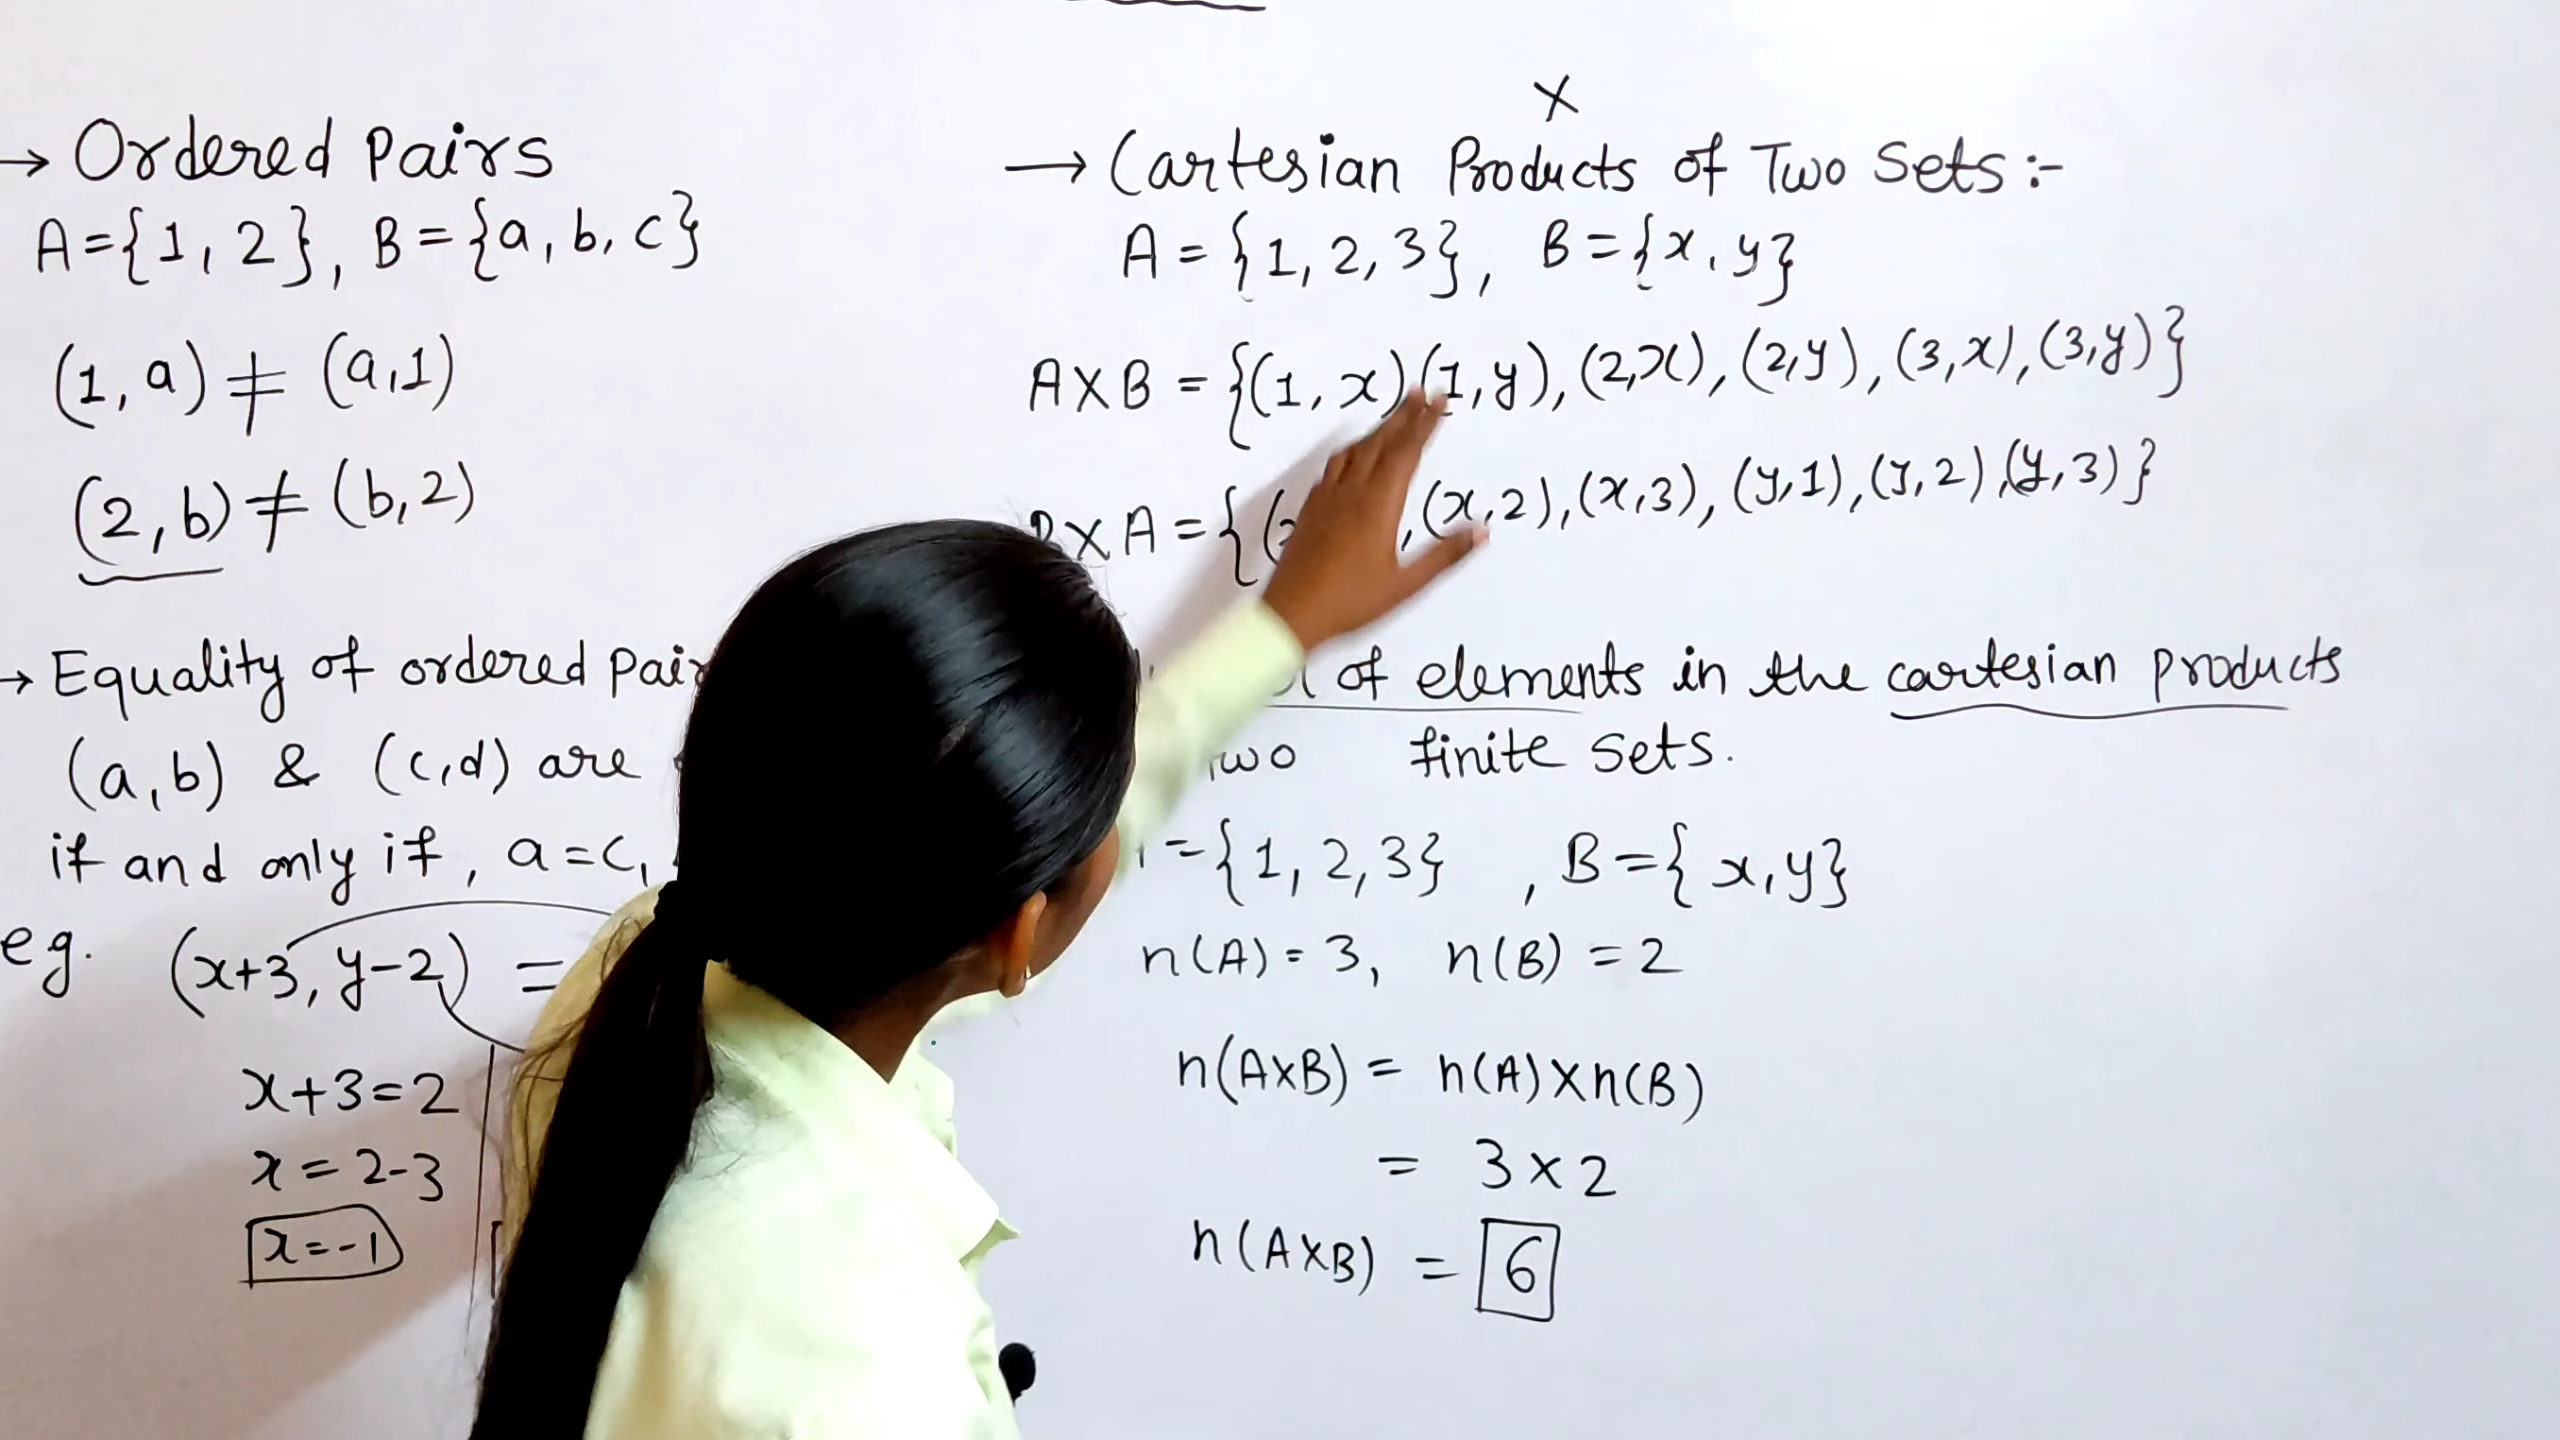 → Ordered Pairs
A={1, 2}, B={a, b, c}
(1, a) ≠ (a,1)
(2, b) ≠ (b,2)
→ Equality of ordered
(a, b) & (c,d) are
if and only if, a=c,
eg. (x+3, y-2) =
x+3=2
x = 2-3
x=-1
X
→ Cartesian Products of Two Sets :-
A = {1, 2, 3}, B = {x, y}
AXB = {(1, x)(1,y), (2,x), (2,y), (3,x), (3,y)}
X A = {( , (x,2), (x,3), (y,1), (y,2), (y,3)}
of elements in the cartesian products
finite sets.
= {1, 2, 3} , B = { x, y}
n(A) = 3, n(B) = 2
n(AXB) = n(A) X n(B)
= 3 x 2
n(AXB) = 6